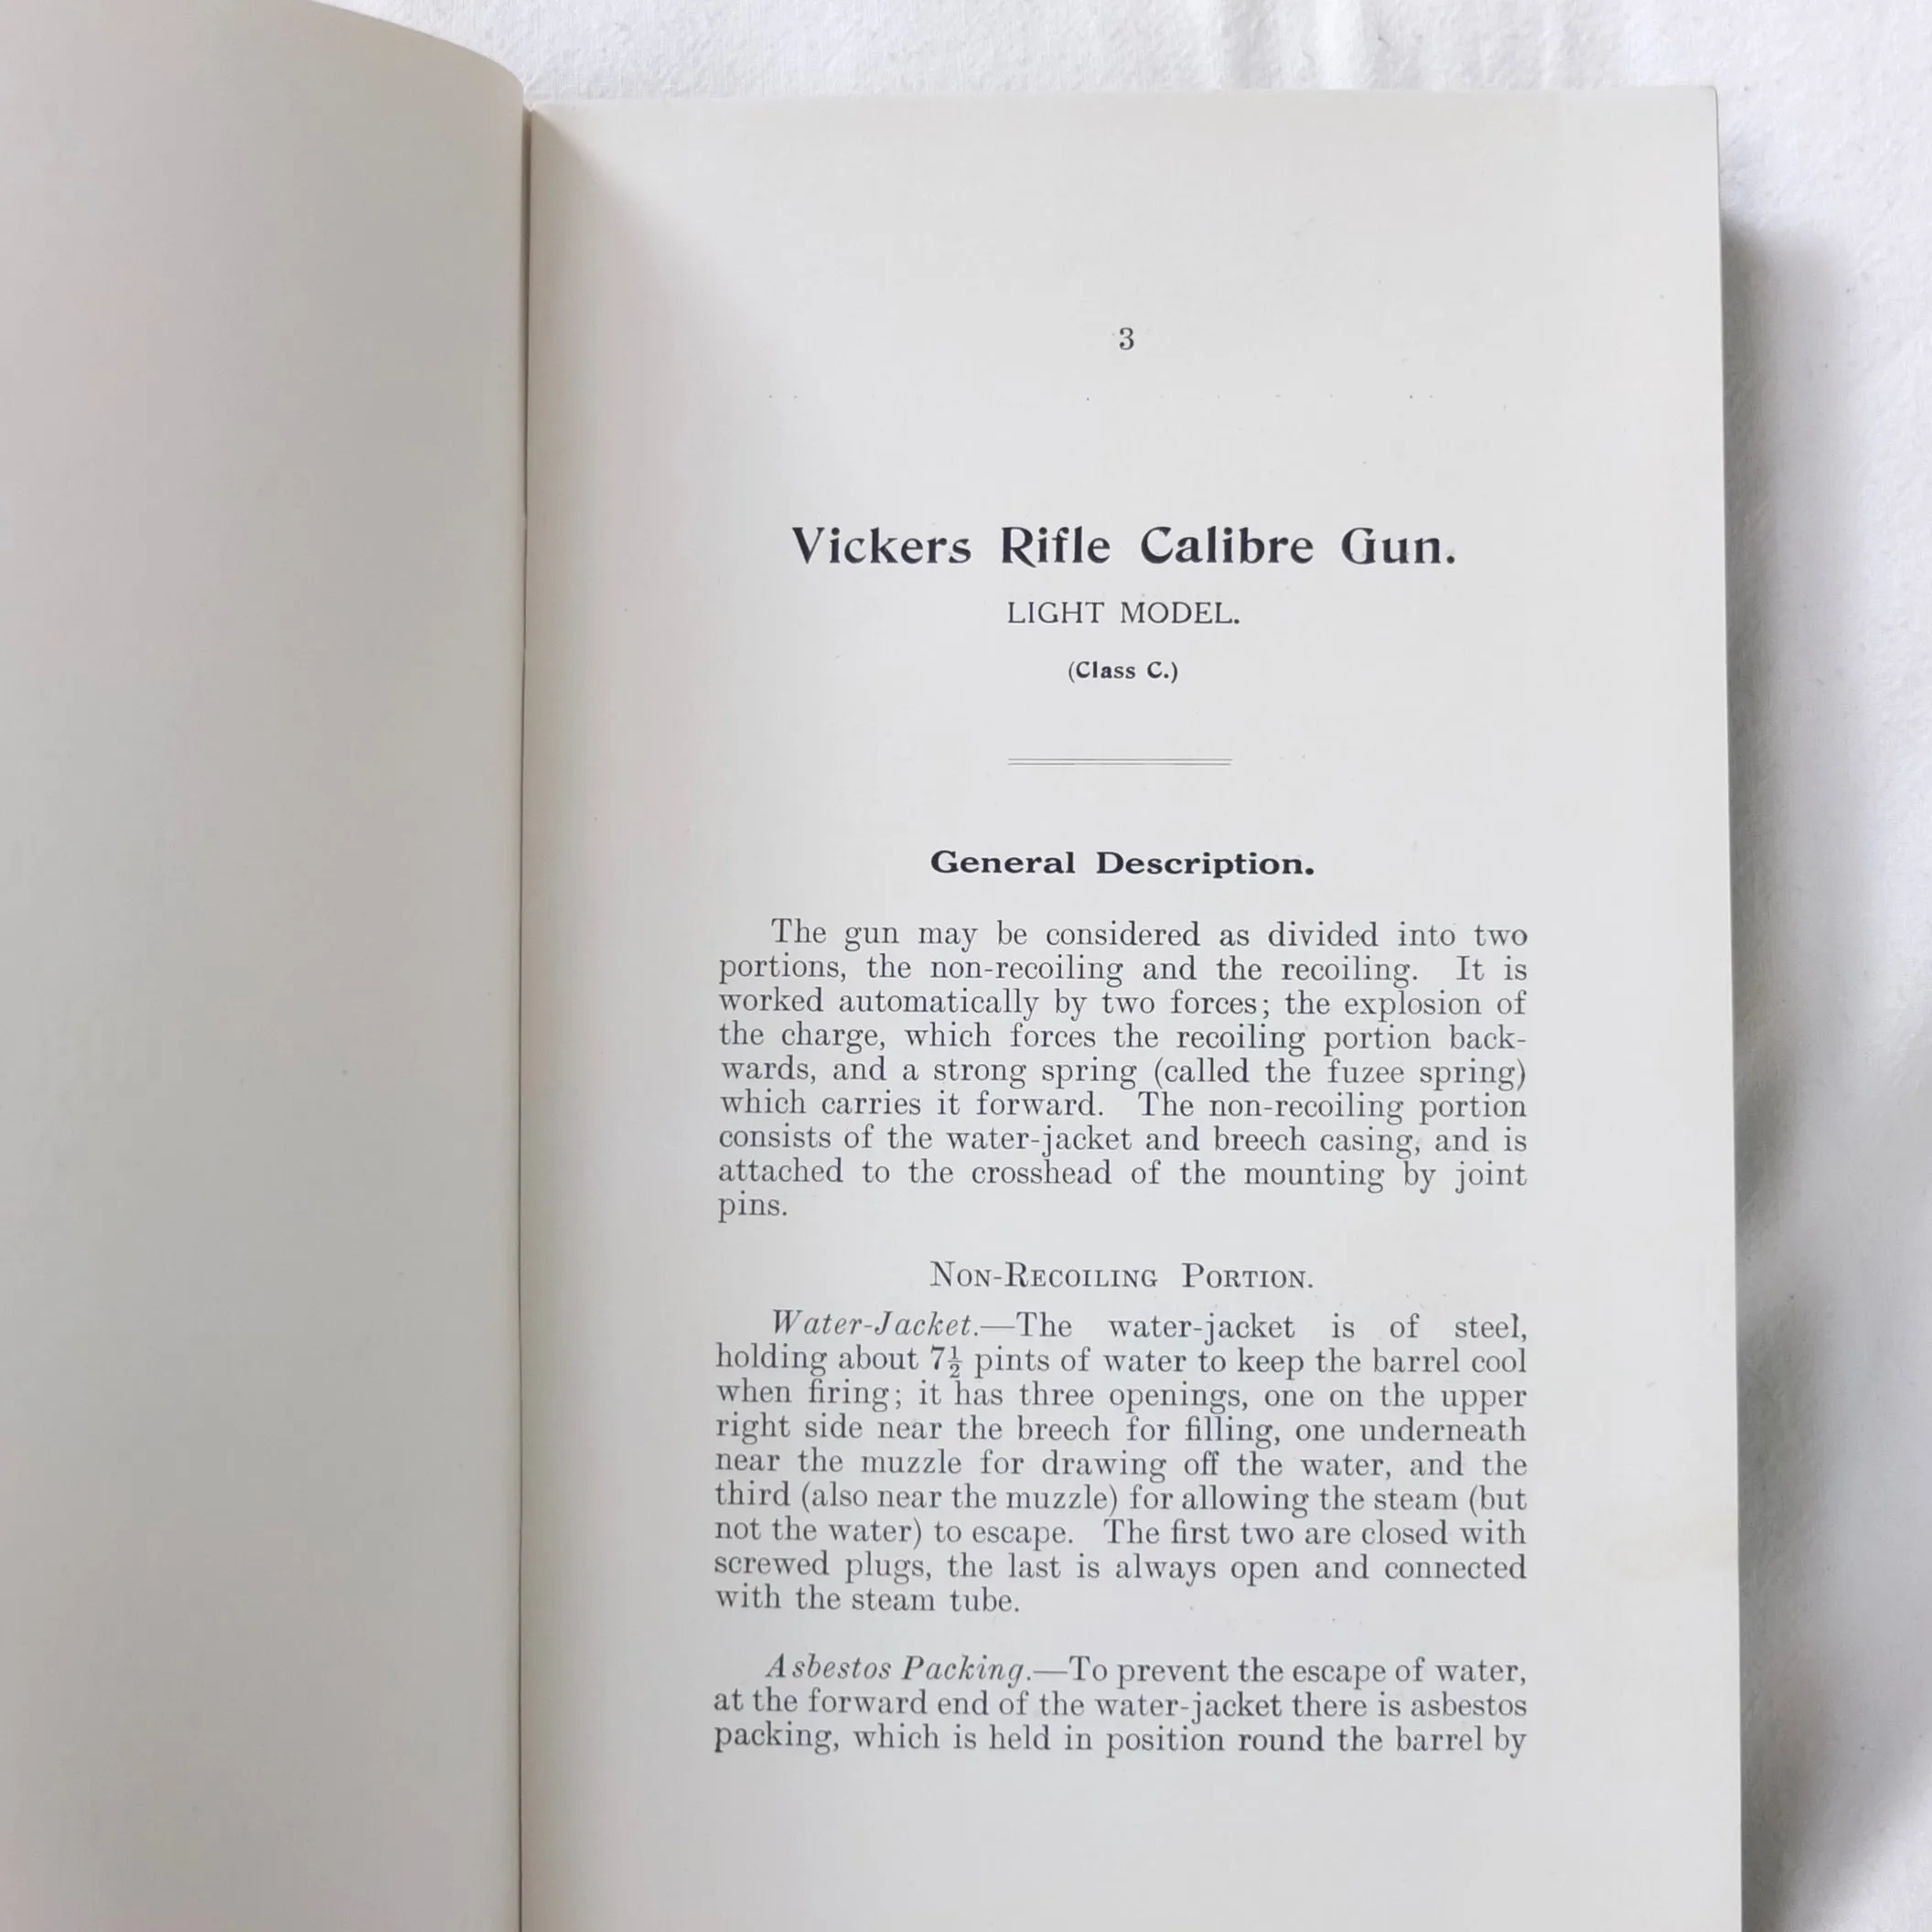 3
Vickers Rifle Calibre Gun.
LIGHT MODEL.
(Class C.)
General Description.
The gun may be considered as divided into two
portions, the non-recoiling and the recoiling. It is
worked automatically by two forces; the explosion of
the charge, which forces the recoiling portion back-
wards, and a strong spring (called the fuzee spring)
which carries it forward. The non-recoiling portion
consists of the water-jacket and breech casing, and is
attached to the crosshead of the mounting by joint
pins.
NON-RECOILING PORTION.
Water-Jacket.—The water-jacket is of steel,
holding about 7½ pints of water to keep the barrel cool
when firing; it has three openings, one on the upper
right side near the breech for filling, one underneath
near the muzzle for drawing off the water, and the
third (also near the muzzle) for allowing the steam (but
not the water) to escape. The first two are closed with
screwed plugs, the last is always open and connected
with the steam tube.
Asbestos Packing.—To prevent the escape of water,
at the forward end of the water-jacket there is asbestos
packing, which is held in position round the barrel by